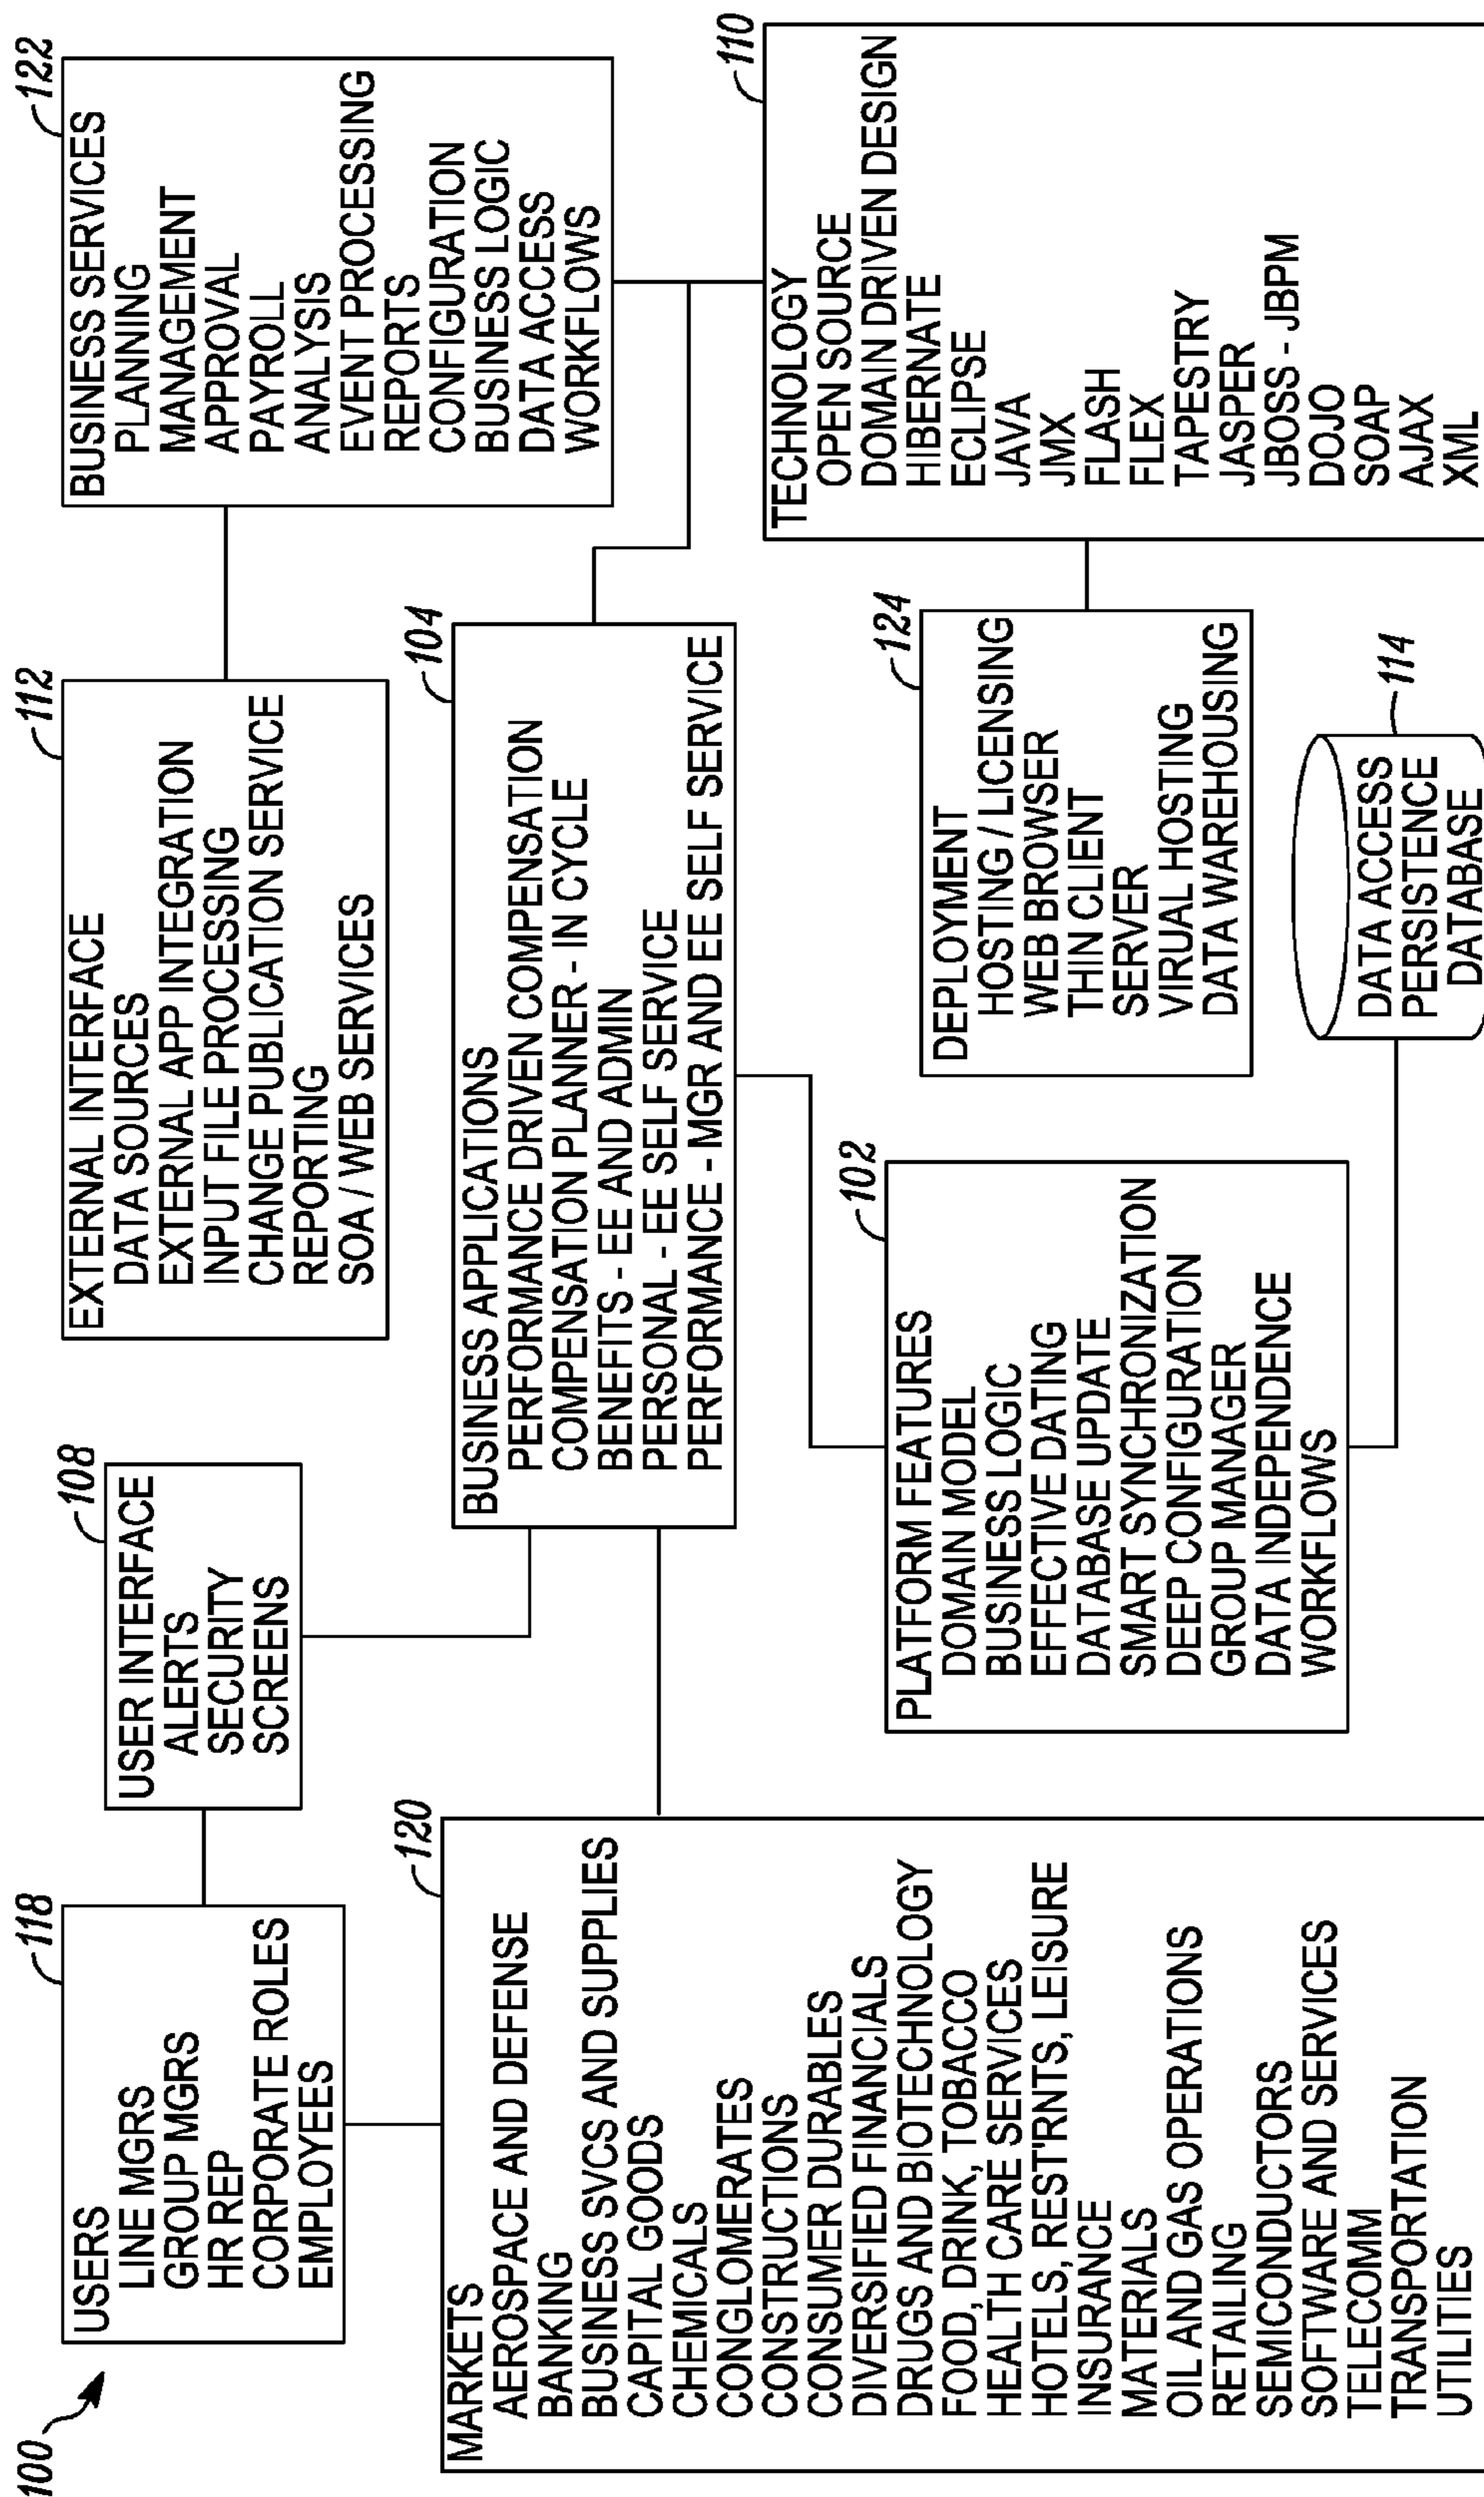 100
118
USERS
LINE MGRS
GROUP MGRS
HR REP
CORPORATE ROLES
EMPLOYEES
108
USER INTERFACE
ALERTS
SECURITY
SCREENS
112
EXTERNAL INTERFACE
DATA SOURCES
EXTERNAL APP INTEGRATION
INPUT FILE PROCESSING
CHANGE PUBLICATION SERVICE
REPORTING
SOA / WEB SERVICES
122
BUSINESS SERVICES
PLANNING
MANAGEMENT
APPROVAL
PAYROLL
ANALYSIS
EVENT PROCESSING
REPORTS
CONFIGURATION
BUSINESS LOGIC
DATA ACCESS
WORKFLOWS
120
MARKETS
AEROSPACE AND DEFENSE
BANKING
BUSINESS SVCS AND SUPPLIES
CAPITAL GOODS
CHEMICALS
CONGLOMERATES
CONSTRUCTIONS
CONSUMER DURABLES
DIVERSIFIED FINANCIALS
DRUGS AND BIOTECHNOLOGY
FOOD, DRINK, TOBACCO
HEALTH CARE SERVICES
HOTELS, REST'RNTS, LEISURE
INSURANCE
MATERIALS
OIL AND GAS OPERATIONS
RETAILING
SEMICONDUCTORS
SOFTWARE AND SERVICES
TELECOMM
TRANSPORTATION
UTILITIES
104
BUSINESS APPLICATIONS
PERFORMANCE DRIVEN COMPENSATION
COMPENSATION PLANNER - IN CYCLE
BENEFITS - EE AND ADMIN
PERSONAL - EE SELF SERVICE
PERFORMANCE - MGR AND EE SELF SERVICE
102
PLATFORM FEATURES
DOMAIN MODEL
BUSINESS LOGIC
EFFECTIVE DATING
DATABASE UPDATE
SMART SYNCHRONIZATION
DEEP CONFIGURATION
GROUP MANAGER
DATA INDEPENDENCE
WORKFLOWS
124
DEPLOYMENT
HOSTING / LICENSING
WEB BROWSER
THIN CLIENT
SERVER
VIRUAL HOSTING
DATA WAREHOUSING
114
DATA ACCESS
PERSISTENCE
DATABASE
110
TECHNOLOGY
OPEN SOURCE
DOMAIN DRIVEN DESIGN
HIBERNATE
ECLIPSE
JAVA
JMX
FLASH
FLEX
TAPESTRY
JASPER
JBOSS - JBPM
DOJO
SOAP
AJAX
XML